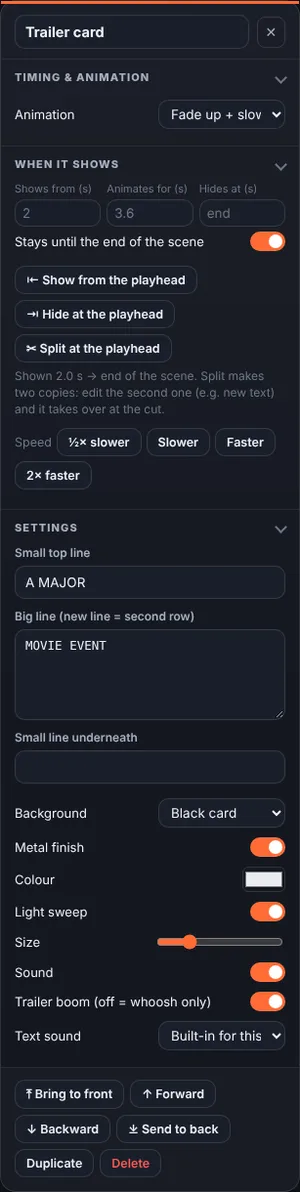 Trailer card
×
TIMING & ANIMATION
Animation
Fade up + slov
WHEN IT SHOWS
Shows from (s) Animates for (s) Hides at (s)
2 3.6 end
Stays until the end of the scene
⇤ Show from the playhead
⇥ Hide at the playhead
✂ Split at the playhead
Shown 2.0 s → end of the scene. Split makes
two copies: edit the second one (e.g. new text)
and it takes over at the cut.
Speed ½× slower Slower Faster
2× faster
SETTINGS
Small top line
A MAJOR
Big line (new line = second row)
MOVIE EVENT
Small line underneath
Background Black card
Metal finish
Colour
Light sweep
Size
Sound
Trailer boom (off = whoosh only)
Text sound Built-in for this
⤒ Bring to front ↑ Forward
↓ Backward ⤓ Send to back
Duplicate Delete